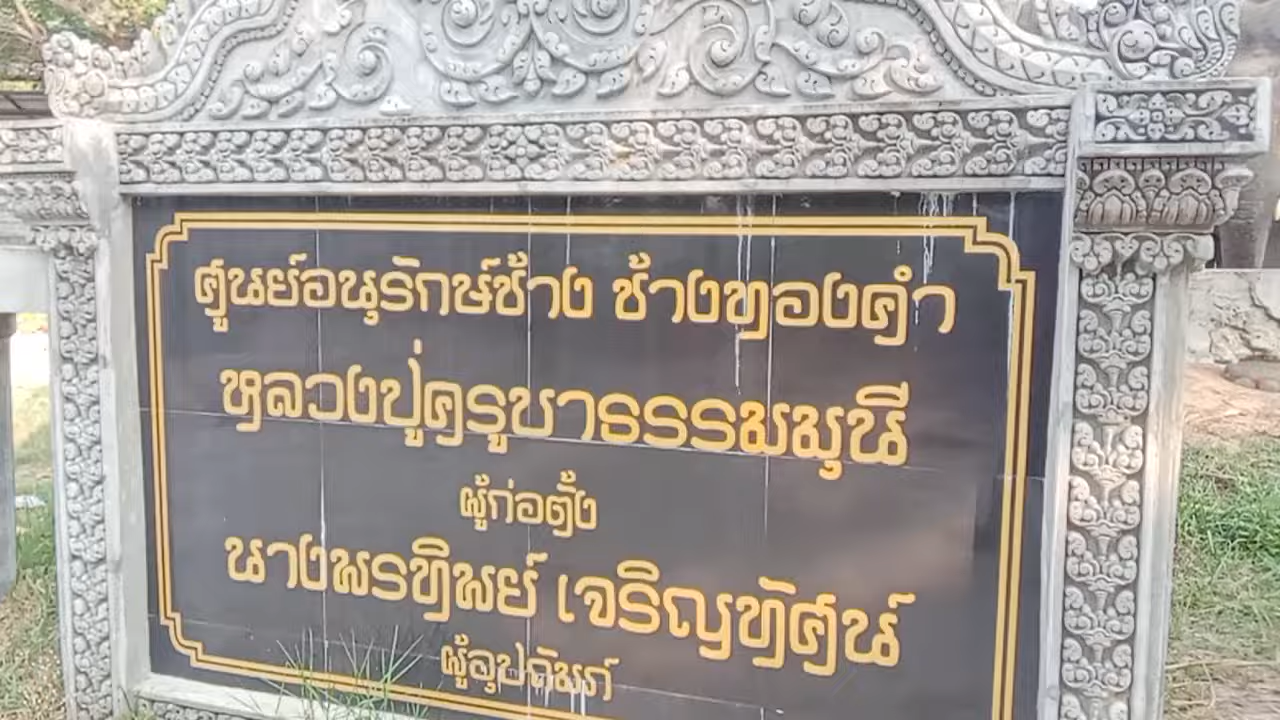 ศูนย์อนุรักษ์ช้าง ช้างทองคำ
หลวงปู่ครูบาธรรมมุนี
ผู้ก่อตั้ง
นางพรทิพย์ เจริญทัศน์
ผู้อุปถัมภ์